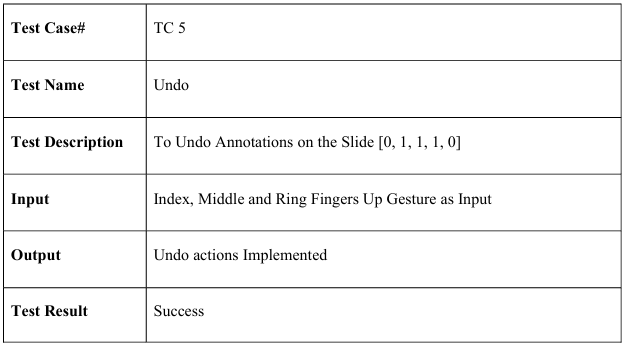 Test Case# TC 5
Test Name Undo
Test Description To Undo Annotations on the Slide [0, 1, 1, 1, 0]
Input Index, Middle and Ring Fingers Up Gesture as Input
Output Undo actions Implemented
Test Result Success